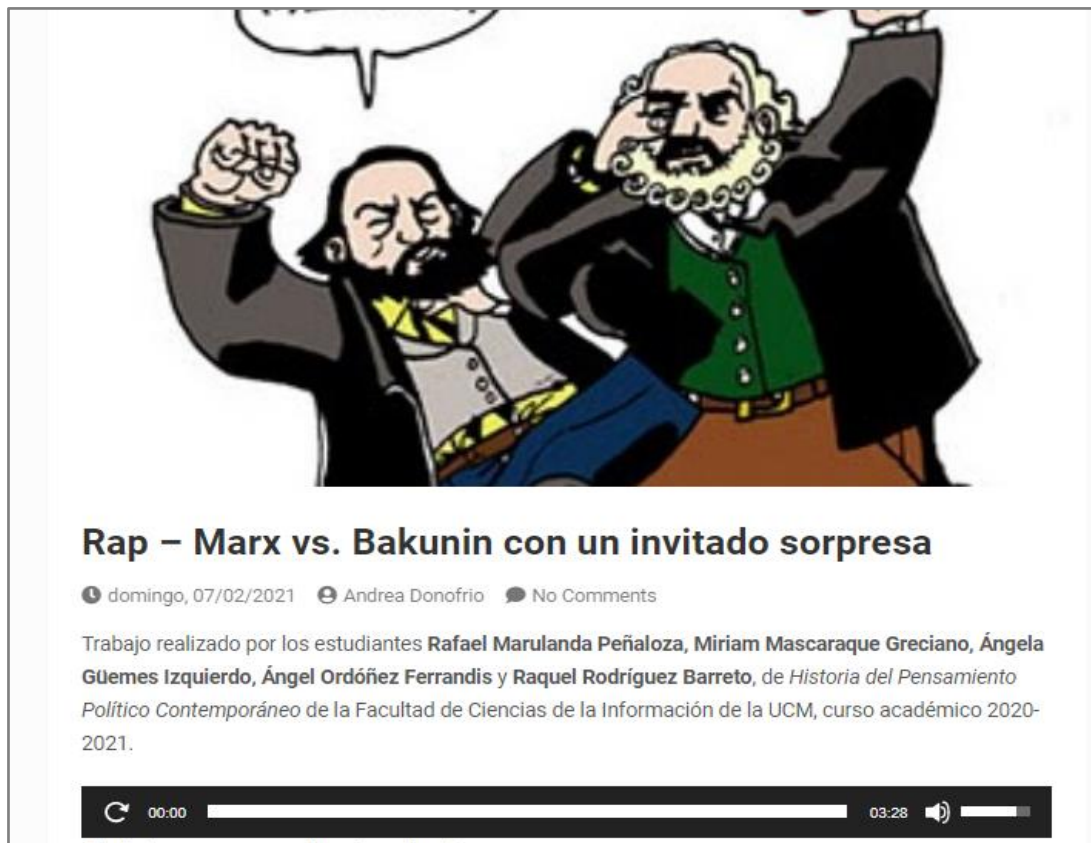 Rap – Marx vs. Bakunin con un invitado sorpresa
domingo, 07/02/2021 Andrea Donofrio No Comments
Trabajo realizado por los estudiantes Rafael Marulanda Peñaloza, Miriam Mascaraque Greciano, Ángela
Güemes Izquierdo, Ángel Ordóñez Ferrandis y Raquel Rodríguez Barreto, de Historia del Pensamiento
Político Contemporáneo de la Facultad de Ciencias de la Información de la UCM, curso académico 2020-
2021.
00:00 03:28